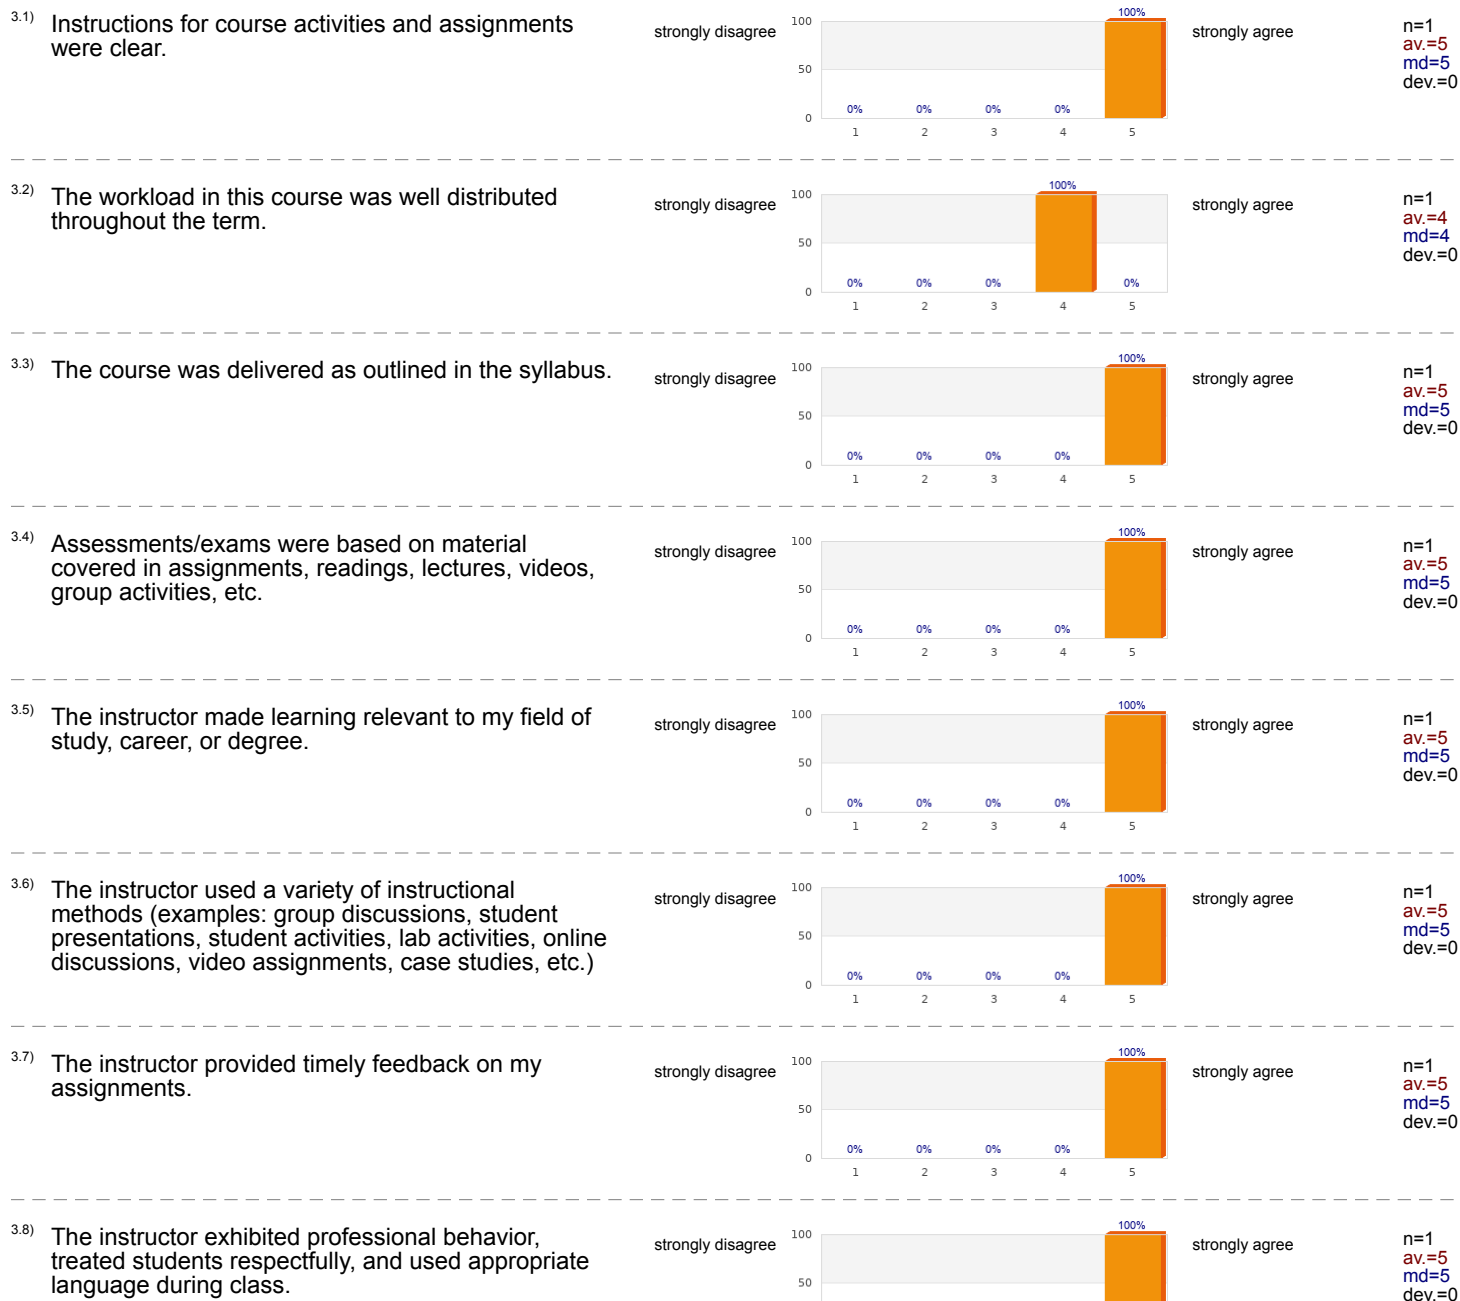 3.1) Instructions for course activities and assignments
were clear.
strongly disagree
100
50
0
0%
0%
0%
0%
100%
1
2
3
4
5
strongly agree
n=1
av.=5
md=5
dev.=0
3.2) The workload in this course was well distributed
throughout the term.
strongly disagree
100
50
0
0%
0%
0%
100%
0%
1
2
3
4
5
strongly agree
n=1
av.=4
md=4
dev.=0
3.3) The course was delivered as outlined in the syllabus.
strongly disagree
100
50
0
0%
0%
0%
0%
100%
1
2
3
4
5
strongly agree
n=1
av.=5
md=5
dev.=0
3.4) Assessments/exams were based on material
covered in assignments, readings, lectures, videos,
group activities, etc.
strongly disagree
100
50
0
0%
0%
0%
0%
100%
1
2
3
4
5
strongly agree
n=1
av.=5
md=5
dev.=0
3.5) The instructor made learning relevant to my field of
study, career, or degree.
strongly disagree
100
50
0
0%
0%
0%
0%
100%
1
2
3
4
5
strongly agree
n=1
av.=5
md=5
dev.=0
3.6) The instructor used a variety of instructional
methods (examples: group discussions, student
presentations, student activities, lab activities, online
discussions, video assignments, case studies, etc.)
strongly disagree
100
50
0
0%
0%
0%
0%
100%
1
2
3
4
5
strongly agree
n=1
av.=5
md=5
dev.=0
3.7) The instructor provided timely feedback on my
assignments.
strongly disagree
100
50
0
0%
0%
0%
0%
100%
1
2
3
4
5
strongly agree
n=1
av.=5
md=5
dev.=0
3.8) The instructor exhibited professional behavior,
treated students respectfully, and used appropriate
language during class.
strongly disagree
100
50
100%
strongly agree
n=1
av.=5
md=5
dev.=0